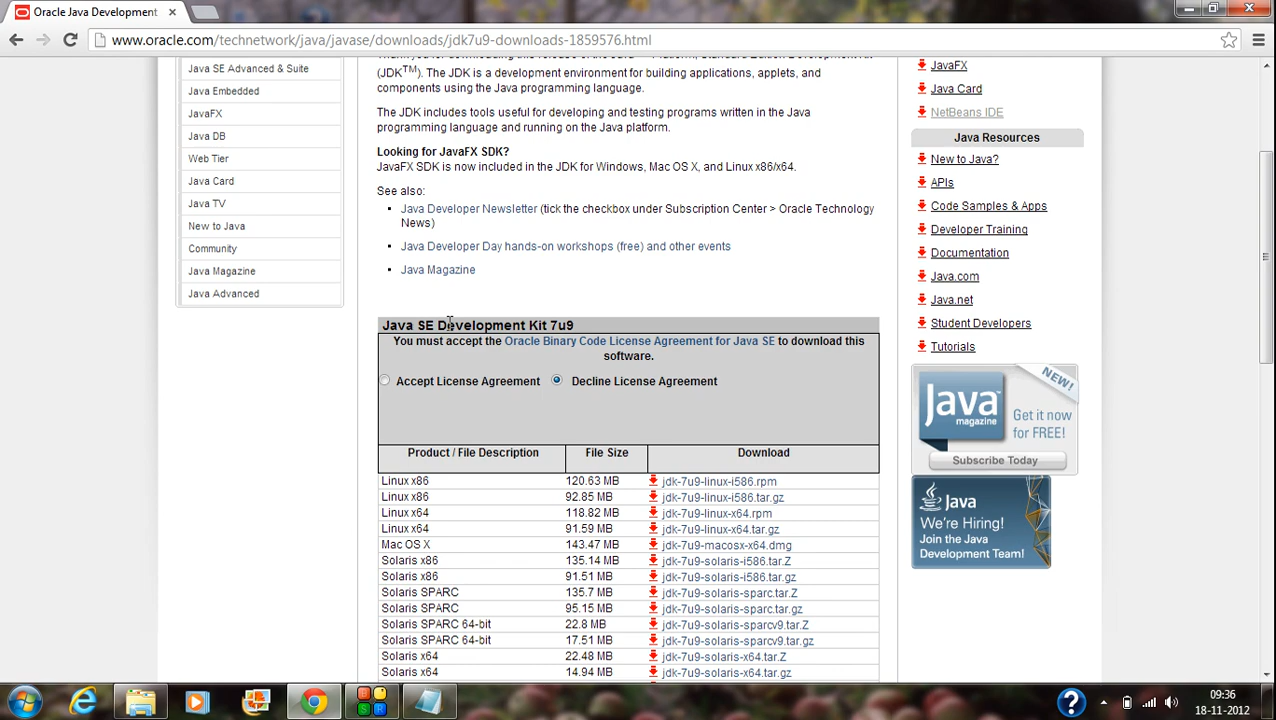 Oracle Java Development
www.oracle.com/technetwork/java/javase/downloads/jdk7u9-downloads-1859576.html
Java SE Advanced & Suite
Java Embedded
JavaFX
Java DB
Web Tier
Java Card
Java TV
New to Java
Community
Java Magazine
Java Advanced
(JDK™). The JDK is a development environment for building applications, applets, and
components using the Java programming language.
The JDK includes tools useful for developing and testing programs written in the Java
programming language and running on the Java platform.
Looking for JavaFX SDK?
JavaFX SDK is now included in the JDK for Windows, Mac OS X, and Linux x86/x64.
See also:
Java Developer Newsletter (tick the checkbox under Subscription Center > Oracle Technology
News)
Java Developer Day hands-on workshops (free) and other events
Java Magazine
Java SE Development Kit 7u9
You must accept the Oracle Binary Code License Agreement for Java SE to download this
software.
Accept License Agreement Decline License Agreement
Product / File Description File Size Download
Linux x86 120.63 MB jdk-7u9-linux-i586.rpm
Linux x86 92.85 MB jdk-7u9-linux-i586.tar.gz
Linux x64 118.82 MB jdk-7u9-linux-x64.rpm
Linux x64 91.59 MB jdk-7u9-linux-x64.tar.gz
Mac OS X 143.47 MB jdk-7u9-macosx-x64.dmg
Solaris x86 135.14 MB jdk-7u9-solaris-i586.tar.Z
Solaris x86 91.51 MB jdk-7u9-solaris-i586.tar.gz
Solaris SPARC 135.7 MB jdk-7u9-solaris-sparc.tar.Z
Solaris SPARC 95.15 MB jdk-7u9-solaris-sparc.tar.gz
Solaris SPARC 64-bit 22.8 MB jdk-7u9-solaris-sparcv9.tar.Z
Solaris SPARC 64-bit 17.51 MB jdk-7u9-solaris-sparcv9.tar.gz
Solaris x64 22.48 MB jdk-7u9-solaris-x64.tar.Z
Solaris x64 14.94 MB jdk-7u9-solaris-x64.tar.gz
JavaFX
Java Card
NetBeans IDE
Java Resources
New to Java?
APIs
Code Samples & Apps
Developer Training
Documentation
Java.com
Java.net
Student Developers
Tutorials
NEW!
Java
magazine
Get it now
for FREE!
Subscribe Today
Java
We're Hiring!
Join the Java
Development Team!
09:36
18-11-2012